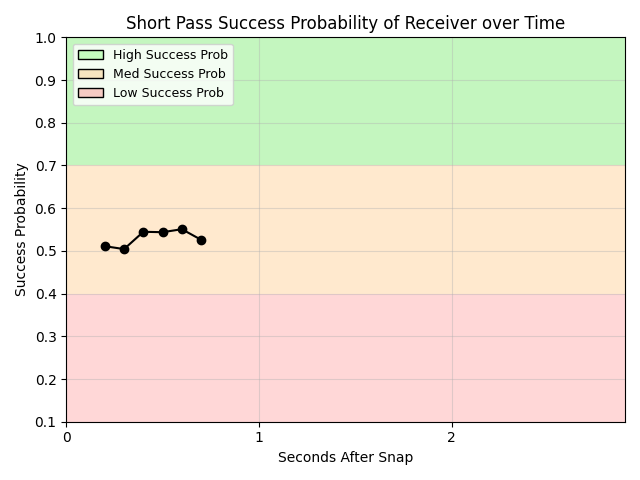 Short Pass Success Probability of Receiver over Time
1.0
High Success Prob
Med Success Prob
Low Success Prob
0.9
0.8
0.7
0.6
0.5
0.4
0.3
0.2
0.1
Success Probability
0 1 2
Seconds After Snap